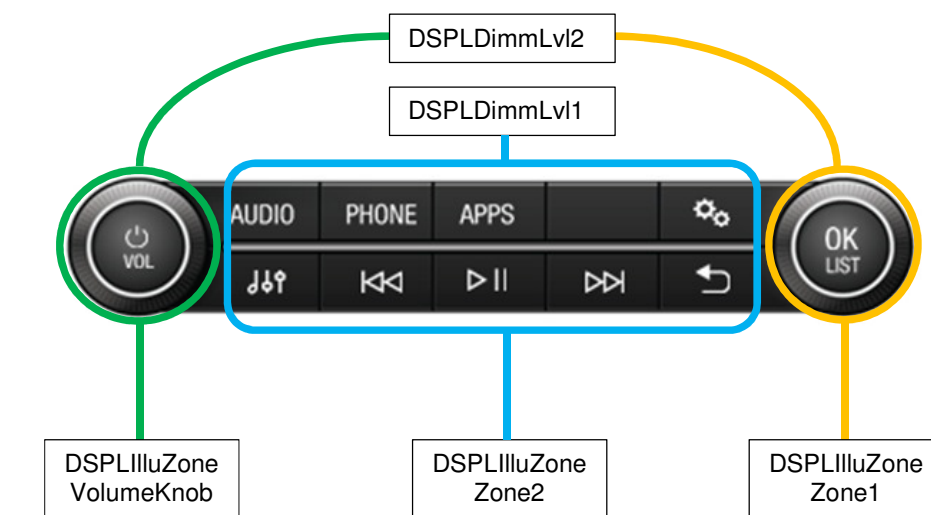 DSPLDimmLvl2
DSPLDimmLvl1
AUDIO PHONE APPS
VOL
OK
LIST
DSPLIlluZone
VolumeKnob
DSPLIlluZone
Zone2
DSPLIlluZone
Zone1